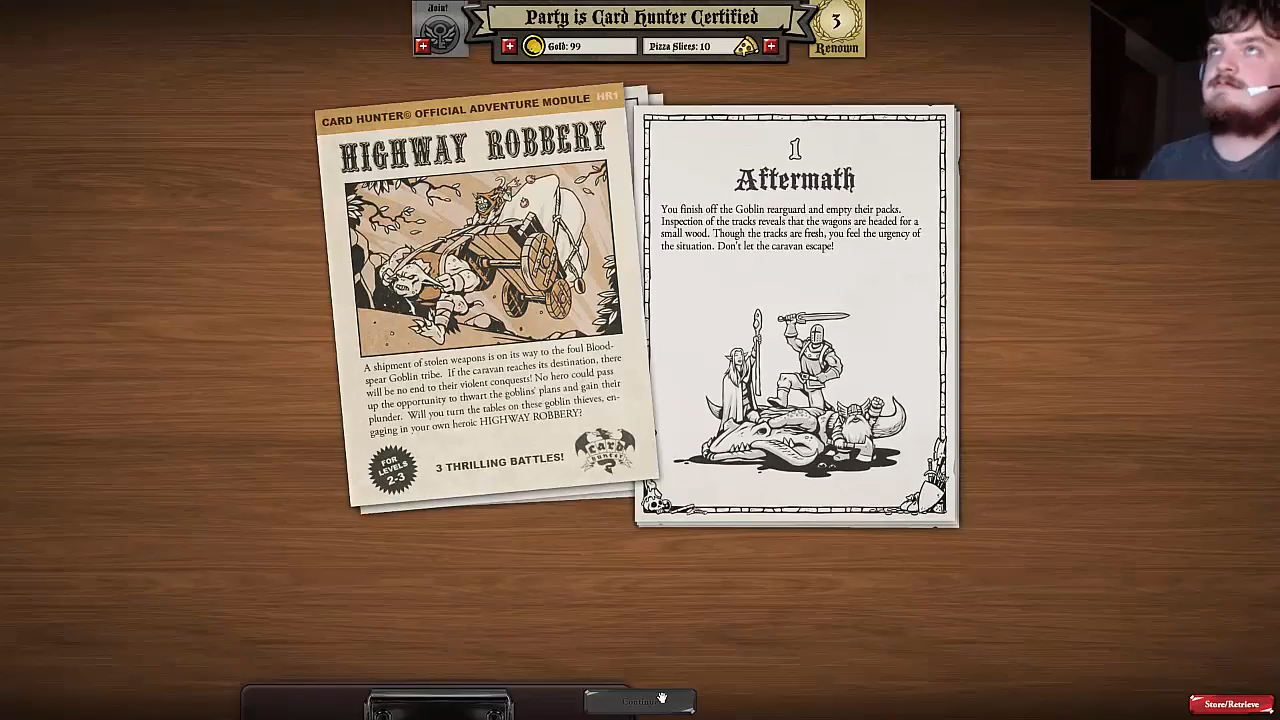 Join!
Party is Card Hunter Certified
Gold: 99
Pizza Slices: 10
3
Renown
CARD HUNTER© OFFICIAL ADVENTURE MODULE HR1
HIGHWAY ROBBERY
A shipment of stolen weapons is on its way to the foul Blood-
spear Goblin tribe. If the caravan reaches its destination, there
will be no end to their violent conquests! No hero could pass
up the opportunity to thwart the goblins' plans and gain their
plunder. Will you turn the tables on these goblin thieves, en-
gaging in your own heroic HIGHWAY ROBBERY?
FOR
LEVELS
2-3
3 THRILLING BATTLES!
card
hunter
1
Aftermath
You finish off the Goblin rearguard and empty their packs.
Inspection of the tracks reveals that the wagons are headed for a
small wood. Though the tracks are fresh, you feel the urgency of
the situation. Don't let the caravan escape!
Continue
Store/Retrieve